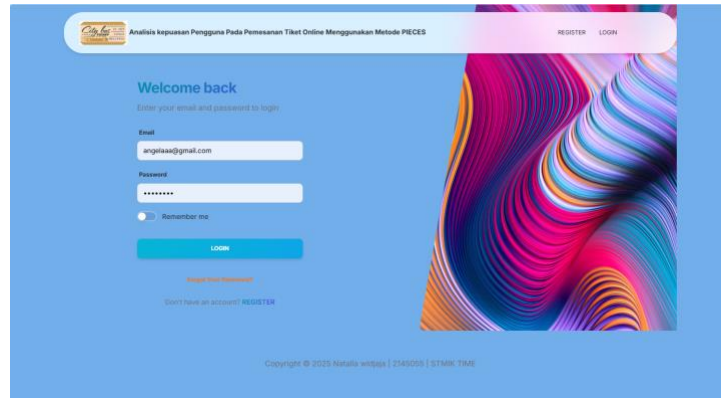 City bus
Analisis kepuasan Pengguna Pada Pemesanan Tiket Online Menggunakan Metode PIECES
REGISTER LOGIN
Welcome back
Enter your email and password to login
Email
angelaaa@gmail.com
Password
••••••••
Remember me
LOGIN
Forgot Your Password?
Don't have an account? REGISTER
Copyright © 2025 Natalia widjaja | 2145055 | STMIK TIME